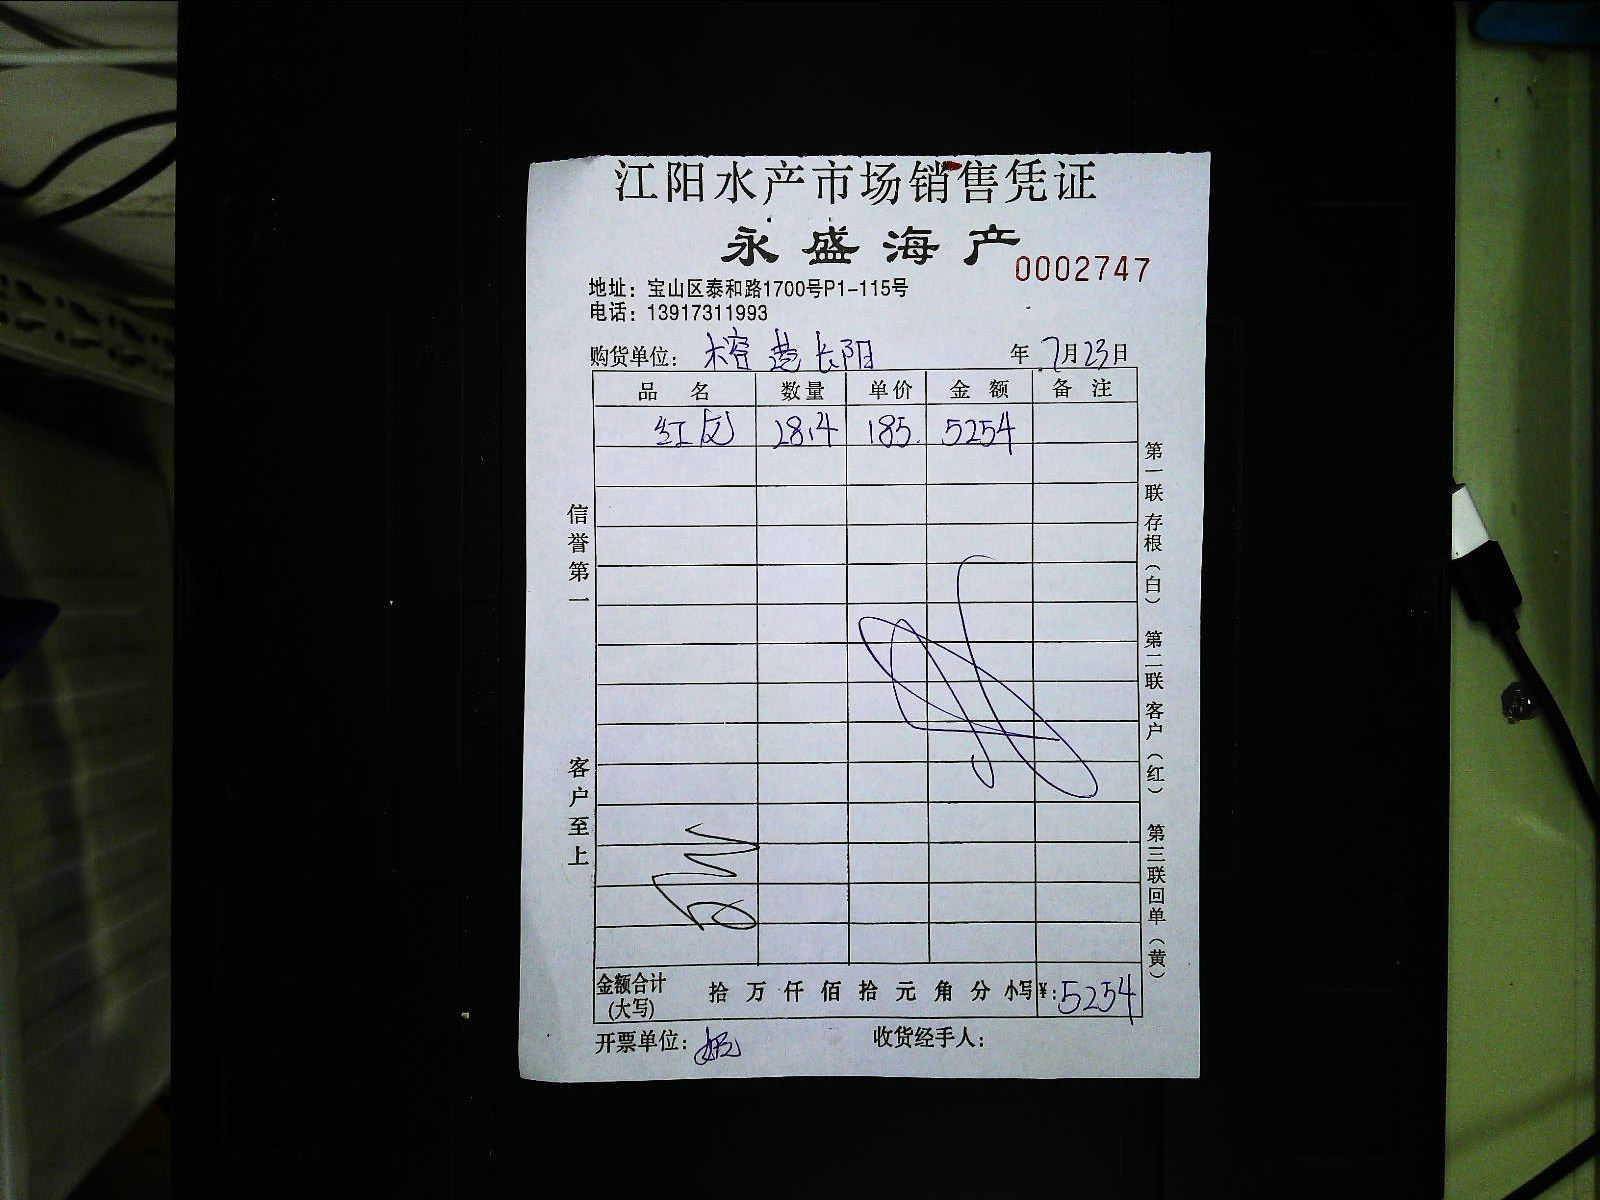 江阳水产市场销售凭证
永盛海产
0002747
地址：宝山区泰和路1700号P1-115号
电话：13917311993
购货单位：榕港长阳 年 7月23日
品名 数量 单价 金额 备注
红 28.4 185. 5254
信誉第一
客户至上
第一联 存根（白） 第二联 客户（红） 第三联 回单（黄）
金额合计(大写) 拾 万 仟 佰 拾 元 角 分 小写¥：5254
开票单位： 收货经手人：